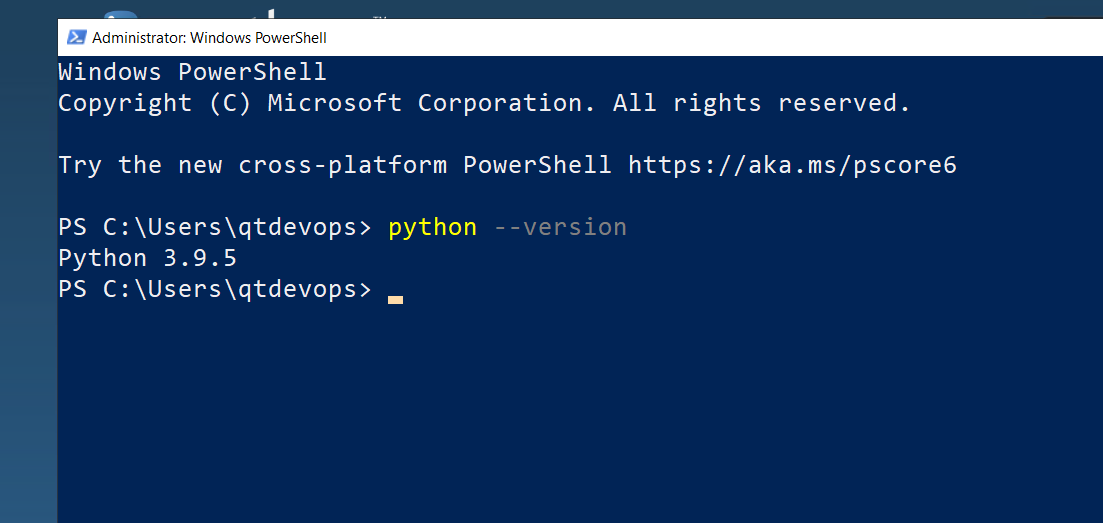 Administrator: Windows PowerShell
Windows PowerShell
Copyright (C) Microsoft Corporation. All rights reserved.
Try the new cross-platform PowerShell https://aka.ms/pscore6
PS C:\Users\qtdevops> python --version
Python 3.9.5
PS C:\Users\qtdevops>